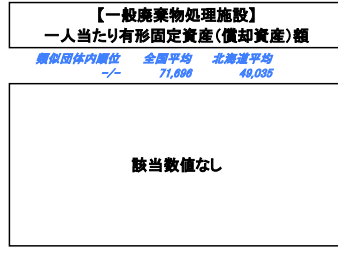 【一般廃棄物処理施設】
一人当たり有形固定資産(償却資産)額
類似団体内順位 全国平均 北海道平均
-/- 71,696 49,035
該当数値なし